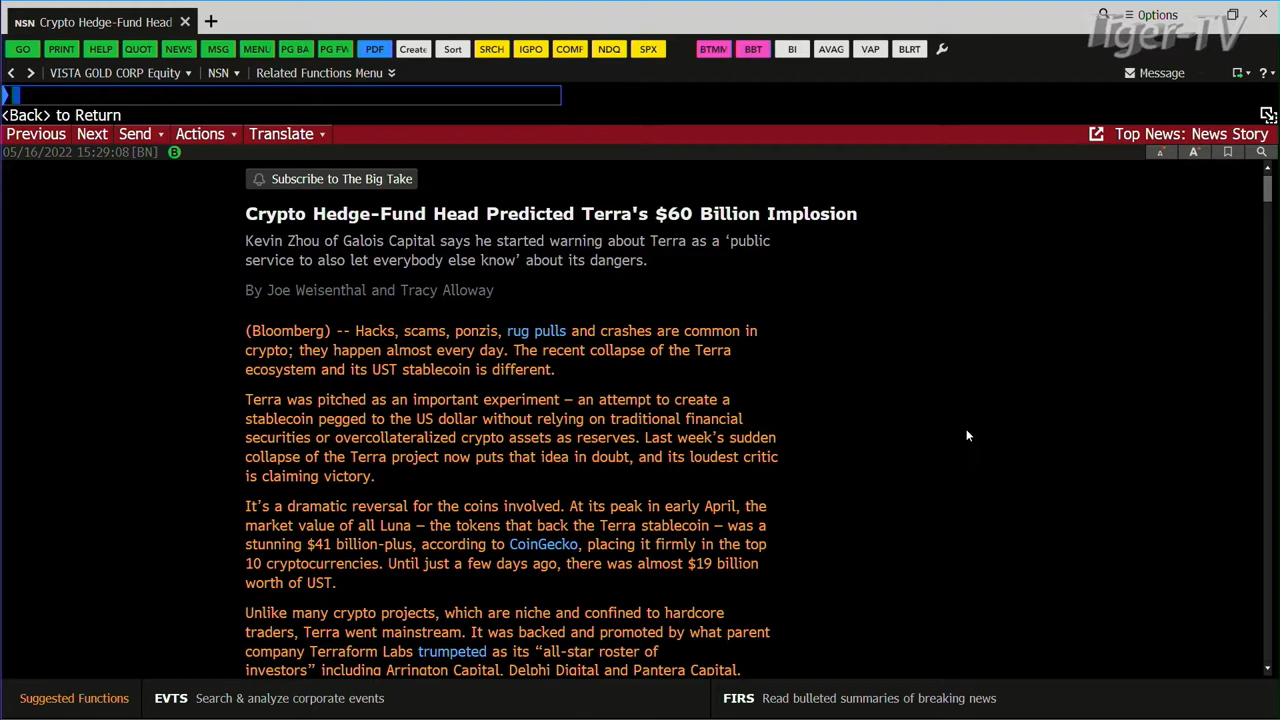 NSN Crypto Hedge-Fund Head
Options
Tiger-TV
GO PRINT HELP QUOT NEWS MSG MENU PG BA PG FW PDF Create Sort SRCH IGPO COMF NDQ SPX BTMM BBT BI AVAG VAP BLRT
VISTA GOLD CORP Equity NSN Related Functions Menu Message
<Back> to Return
Previous Next Send Actions Translate Top News: News Story
05/16/2022 15:29:08 [BN] B
Subscribe to The Big Take
Crypto Hedge-Fund Head Predicted Terra's $60 Billion Implosion
Kevin Zhou of Galois Capital says he started warning about Terra as a ‘public
service to also let everybody else know’ about its dangers.
By Joe Weisenthal and Tracy Alloway
(Bloomberg) -- Hacks, scams, ponzis, rug pulls and crashes are common in
crypto; they happen almost every day. The recent collapse of the Terra
ecosystem and its UST stablecoin is different.
Terra was pitched as an important experiment – an attempt to create a
stablecoin pegged to the US dollar without relying on traditional financial
securities or overcollateralized crypto assets as reserves. Last week’s sudden
collapse of the Terra project now puts that idea in doubt, and its loudest critic
is claiming victory.
It’s a dramatic reversal for the coins involved. At its peak in early April, the
market value of all Luna – the tokens that back the Terra stablecoin – was a
stunning $41 billion-plus, according to CoinGecko, placing it firmly in the top
10 cryptocurrencies. Until just a few days ago, there was almost $19 billion
worth of UST.
Unlike many crypto projects, which are niche and confined to hardcore
traders, Terra went mainstream. It was backed and promoted by what parent
company Terraform Labs trumpeted as its “all-star roster of
investors” including Arrington Capital, Delphi Digital and Pantera Capital.
Suggested Functions EVTS Search & analyze corporate events FIRS Read bulleted summaries of breaking news